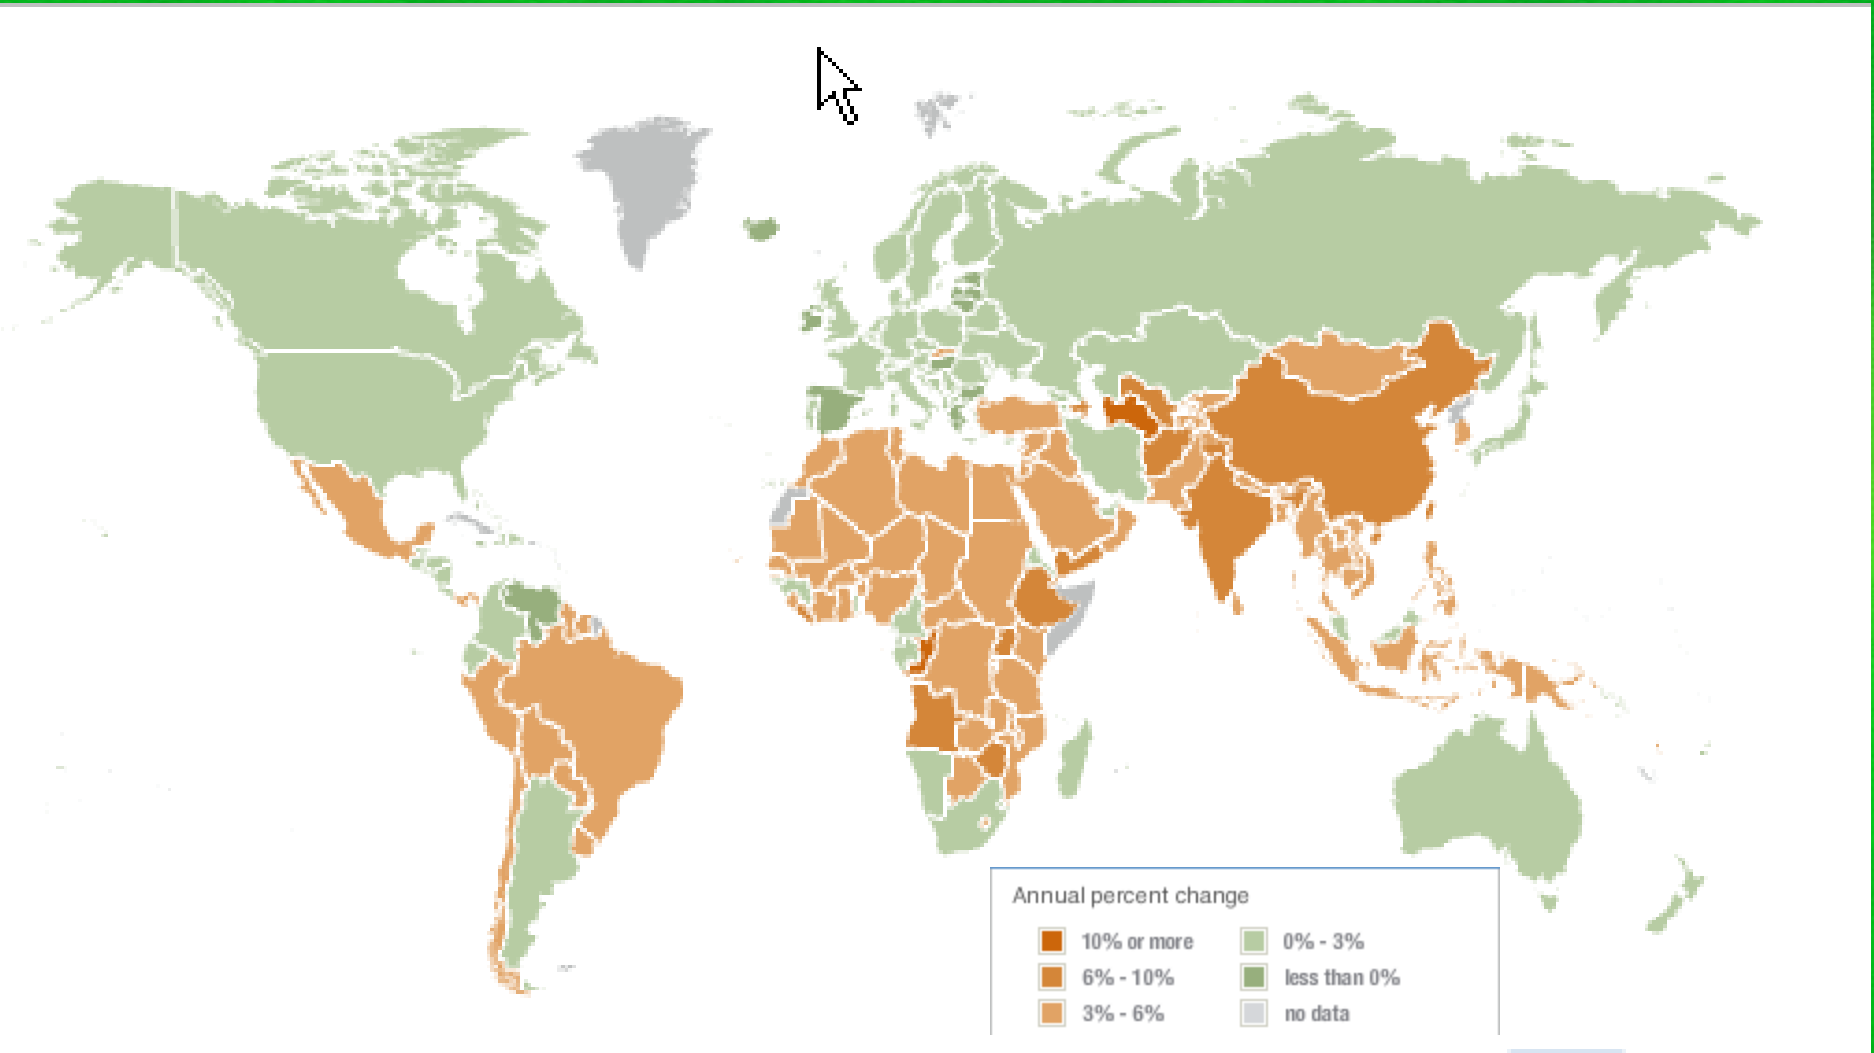 Annual percent change
10% or more
0% - 3%
6% - 10%
less than 0%
3% - 6%
no data